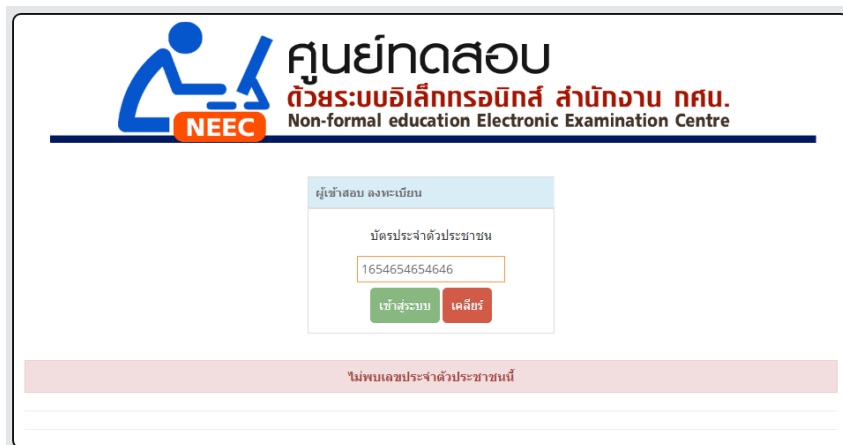 ศูนย์ทดสอบ
ด้วยระบบอิเล็กทรอนิกส์ สำนักงาน กศน.
NEEC
Non-formal education Electronic Examination Centre
ผู้เข้าสอบ ลงทะเบียน
บัตรประจำตัวประชาชน
1654654654646
เข้าสู่ระบบ เคลียร์
ไม่พบเลขประจำตัวประชาชนนี้